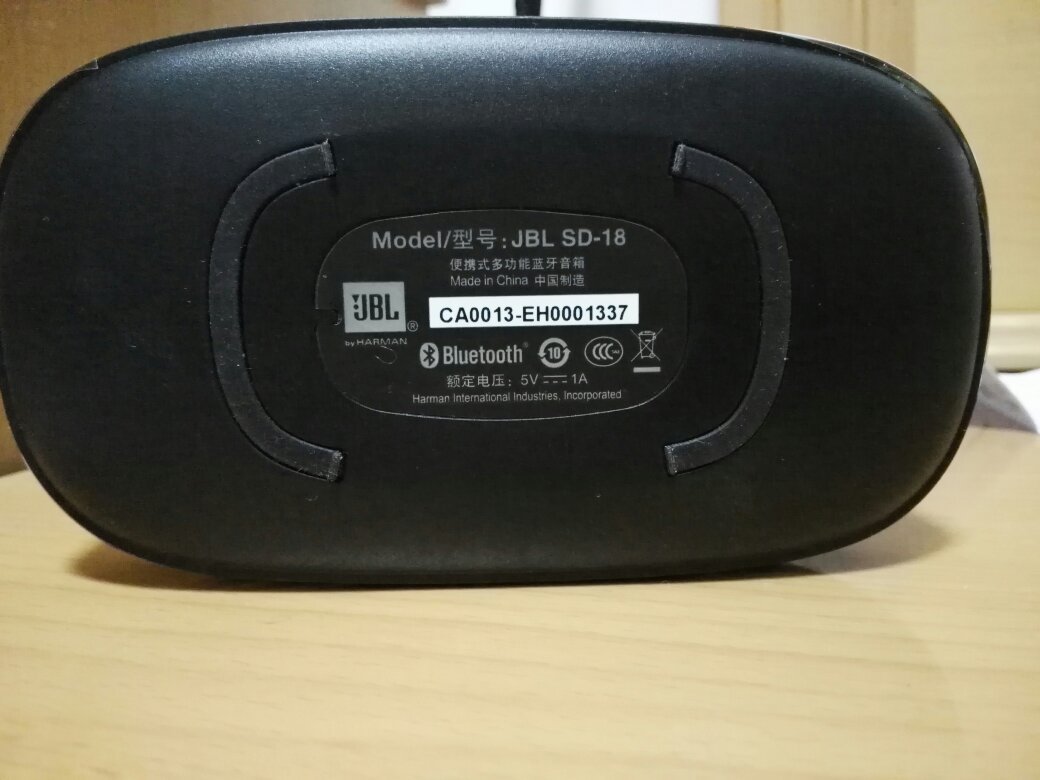 Model/型号: JBL SD-18
便携式多功能蓝牙音箱
Made in China 中国制造
JBL®
by HARMAN
CA0013-EH0001337
Bluetooth®
10
CCC
额定电压: 5V⎓1A
Harman International Industries, Incorporated